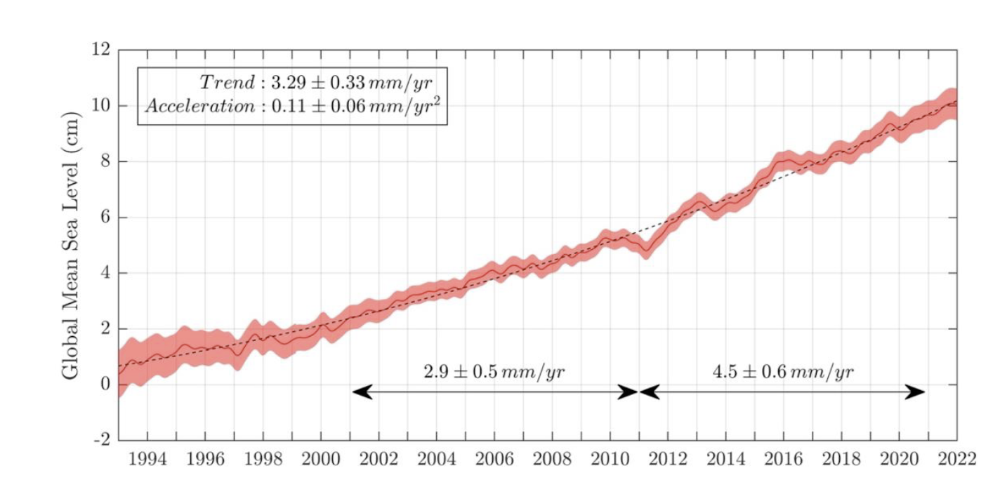 12
Trend : 3.29 ± 0.33 mm/yr
Acceleration : 0.11 ± 0.06 mm/yr²
10
8
6
4
2
0
-2
Global Mean Sea Level (cm)
2.9 ± 0.5 mm/yr
4.5 ± 0.6 mm/yr
1994 1996 1998 2000 2002 2004 2006 2008 2010 2012 2014 2016 2018 2020 2022